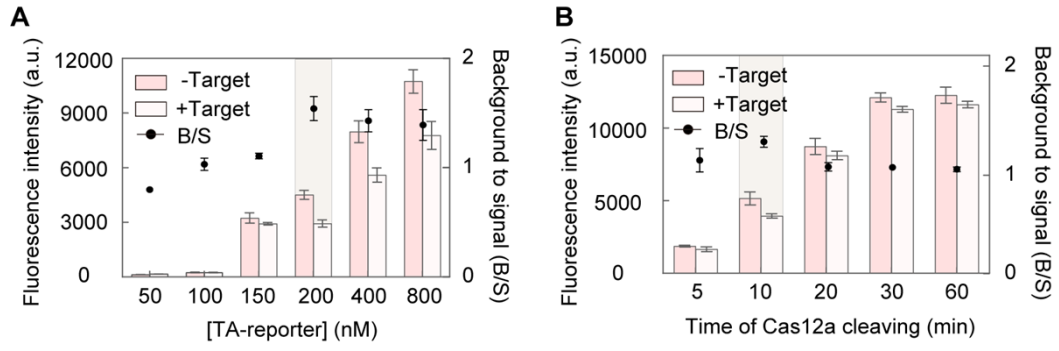 A
Fluorescence intensity (a.u.)
12000
9000
6000
3000
0
-Target
+Target
B/S
2
1
0
Background to signal (B/S)
50 100 150 200 400 800
[TA-reporter] (nM)
B
Fluorescence intensity (a.u.)
15000
10000
5000
0
-Target
+Target
B/S
2
1
0
Background to signal (B/S)
5 10 20 30 60
Time of Cas12a cleaving (min)